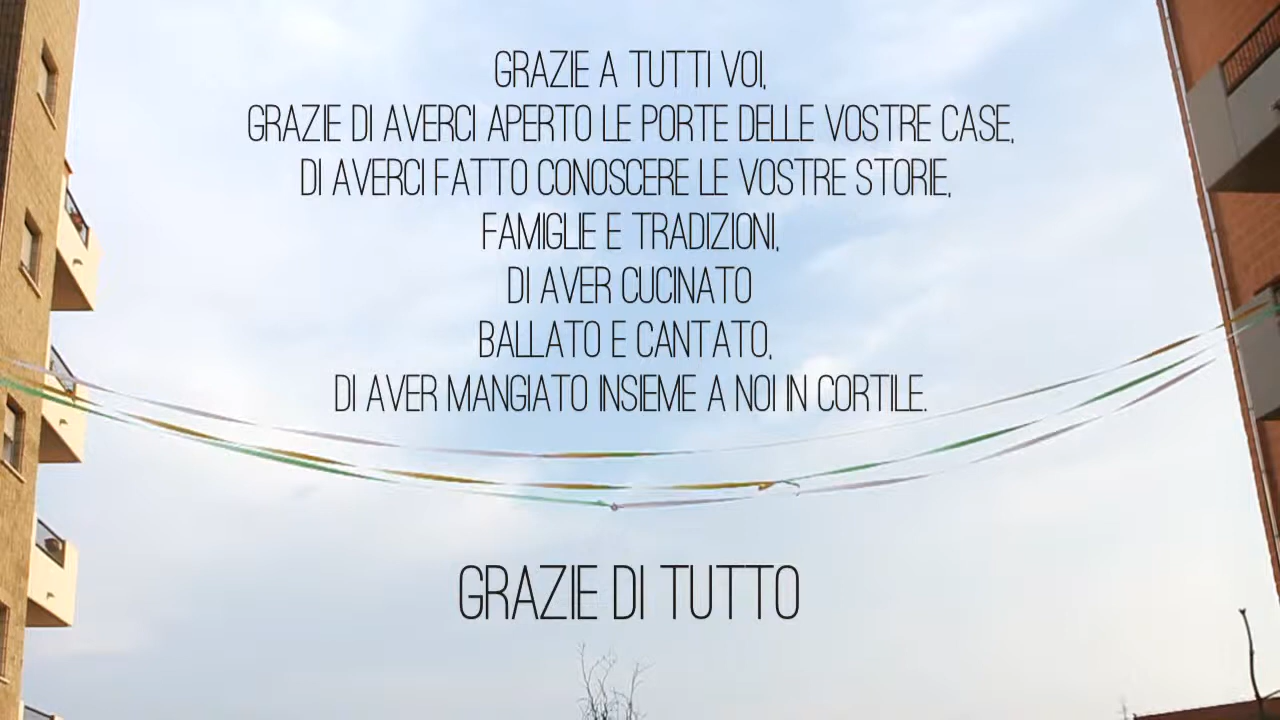 GRAZIE A TUTTI VOI,
GRAZIE DI AVERCI APERTO LE PORTE DELLE VOSTRE CASE,
DI AVERCI FATTO CONOSCERE LE VOSTRE STORIE,
FAMIGLIE E TRADIZIONI,
DI AVER CUCINATO
BALLATO E CANTATO,
DI AVER MANGIATO INSIEME A NOI IN CORTILE.
GRAZIE DI TUTTO